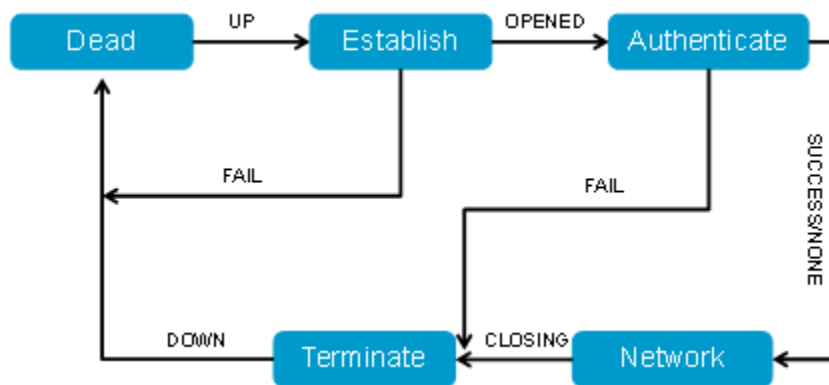 UP
OPENED
Dead
Establish
Authenticate
FAIL
FAIL
SUCCESS/NONE
DOWN
CLOSING
Terminate
Network